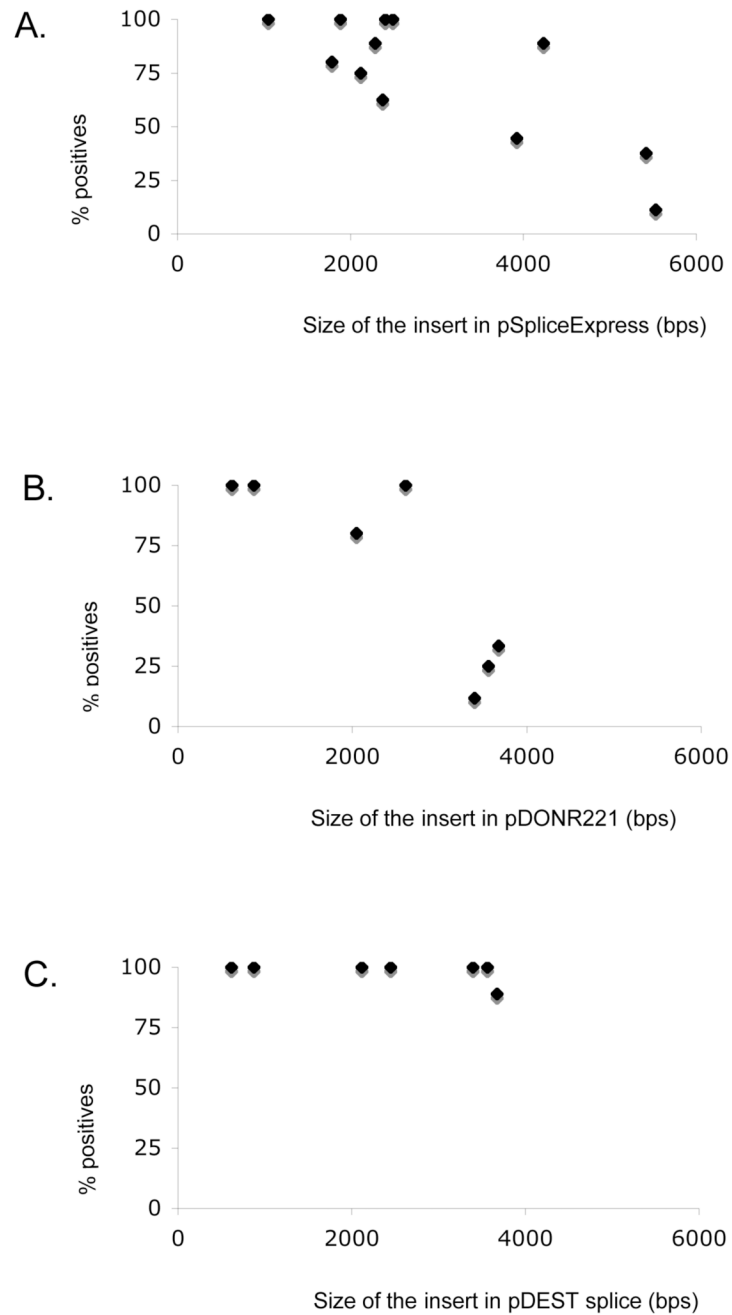 A.
100
75
50
25
0
% positives
0 2000 4000 6000
Size of the insert in pSpliceExpress (bps)
B.
100
75
50
25
0
% positives
0 2000 4000 6000
Size of the insert in pDONR221 (bps)
C.
100
75
50
25
0
% positives
0 2000 4000 6000
Size of the insert in pDEST splice (bps)